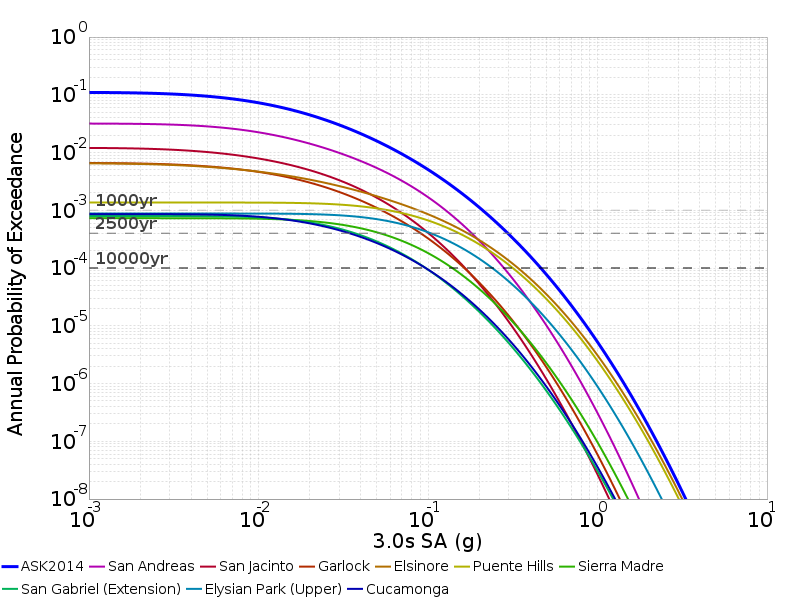 10^0
10^-1
10^-2
10^-3
10^-4
10^-5
10^-6
10^-7
10^-8
Annual Probability of Exceedance
1000yr
2500yr
10000yr
10^-3 10^-2 10^-1 10^0 10^1
3.0s SA (g)
ASK2014 San Andreas San Jacinto Garlock Elsinore Puente Hills Sierra Madre
San Gabriel (Extension) Elysian Park (Upper) Cucamonga